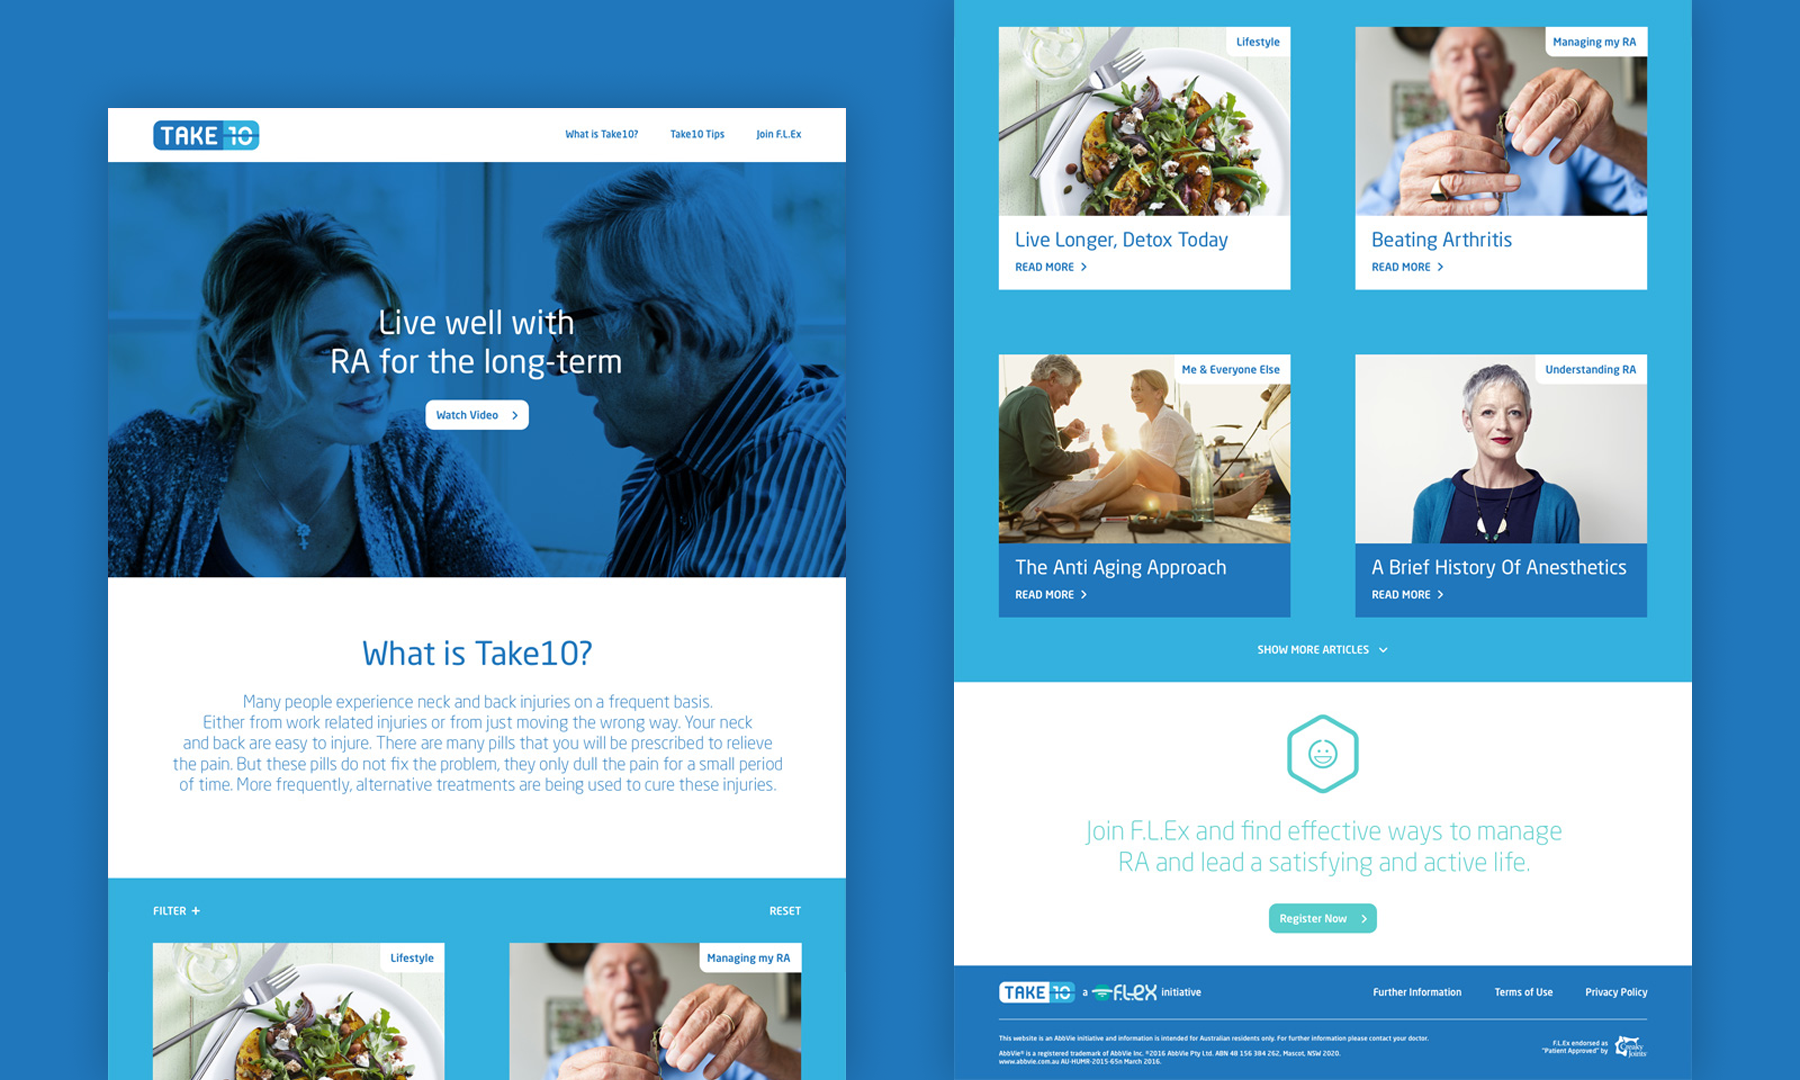 TAKE 10
What is Take10?
Take10 Tips
Join F.L.Ex
Live well with
RA for the long-term
Watch Video
What is Take10?
Many people experience neck and back injuries on a frequent basis.
Either from work related injuries or from just moving the wrong way. Your neck
and back are easy to injure. There are many pills that you will be prescribed to relieve
the pain. But these pills do not fix the problem, they only dull the pain for a small period
of time. More frequently, alternative treatments are being used to cure these injuries.
FILTER +
RESET
Lifestyle
Managing my RA
Lifestyle
Managing my RA
Live Longer, Detox Today
READ MORE
Beating Arthritis
READ MORE
Me & Everyone Else
Understanding RA
The Anti Aging Approach
READ MORE
A Brief History Of Anesthetics
READ MORE
SHOW MORE ARTICLES
Join F.L.Ex and find effective ways to manage
RA and lead a satisfying and active life.
Register Now
TAKE 10 a F.L.EX initiative
Further Information
Terms of Use
Privacy Policy
This website is an AbbVie initiative and information is intended for Australian residents only. For further information please contact your doctor.
AbbVie® is a registered trademark of AbbVie Inc. ©2016 AbbVie Pty Ltd. ABN 48 156 384 262, Mascot, NSW 2020.
www.abbvie.com.au AU-HUMR-2015-65n March 2016.
F.L.Ex endorsed as
"Patient Approved" by
Creaky
Joints